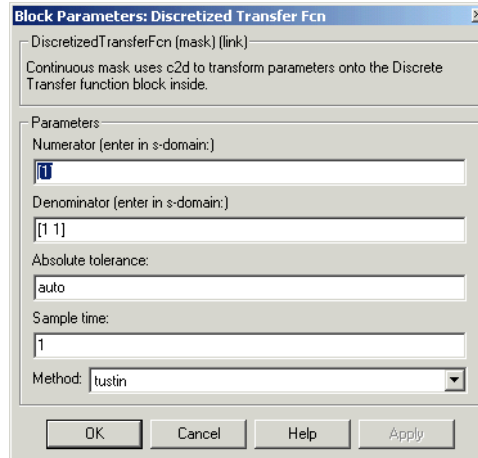 Block Parameters: Discretized Transfer Fcn
DiscretizedTransferFcn (mask) (link)
Continuous mask uses c2d to transform parameters onto the Discrete
Transfer function block inside.
Parameters
Numerator (enter in s-domain:)
[1]
Denominator (enter in s-domain:)
[1 1]
Absolute tolerance:
auto
Sample time:
1
Method: tustin
OK Cancel Help Apply